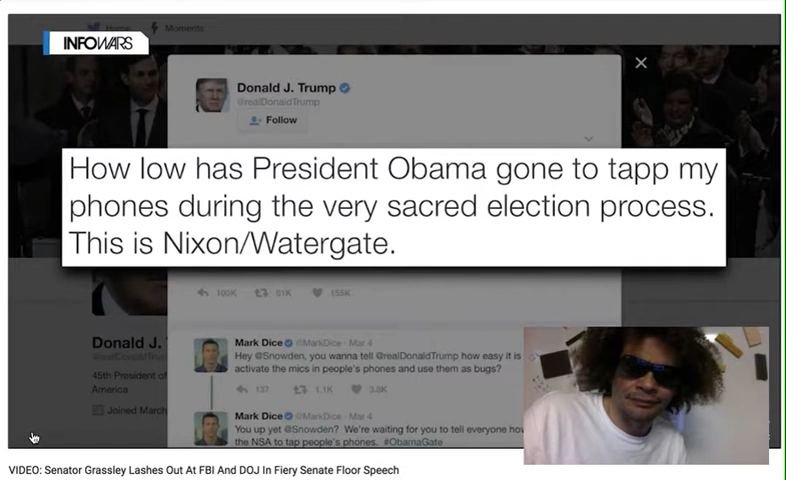 Home Moments
INFOWARS
Donald J. Trump
@realDonaldTrump
Follow
How low has President Obama gone to tapp my
phones during the very sacred election process.
This is Nixon/Watergate.
100K 51K 155K
Donald J.
45th President of
America
Joined March
Mark Dice @MarkDice · Mar 4
Hey @Snowden, you wanna tell @realDonaldTrump how easy it is
activate the mics in people's phones and use them as bugs?
137 1.1K 3.8K
Mark Dice @MarkDice · Mar 4
You up yet @Snowden? We're waiting for you to tell everyone
the NSA to tap people's phones. #ObamaGate
VIDEO: Senator Grassley Lashes Out At FBI And DOJ In Fiery Senate Floor Speech